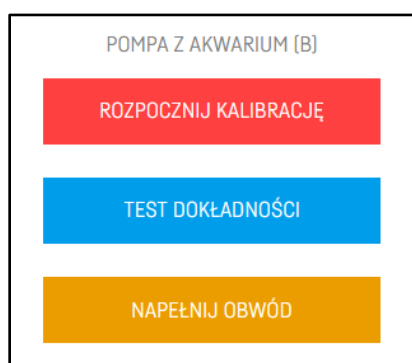 POMPA Z AKWARIUM (B)
ROZPOCZNIJ KALIBRACJĘ
TEST DOKŁADNOŚCI
NAPEŁNIJ OBWÓD